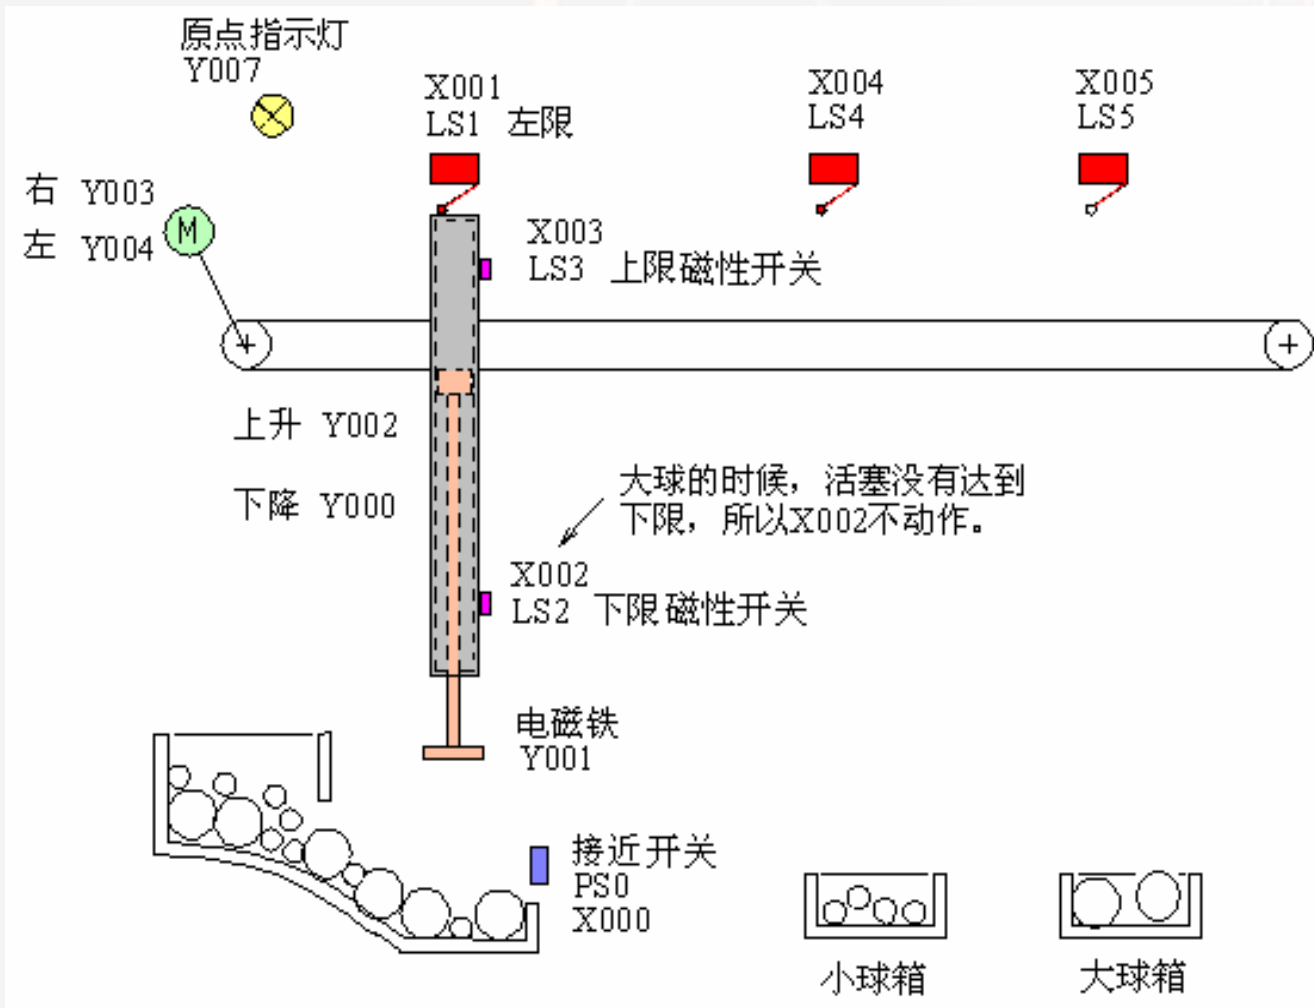 原点指示灯
Y007
X001
LS1 左限
X004
LS4
X005
LS5
右 Y003
左 Y004
M
X003
LS3 上限磁性开关
上升 Y002
下降 Y000
大球的时候，活塞没有达到
下限，所以X002不动作。
X002
LS2 下限磁性开关
电磁铁
Y001
接近开关
PS0
X000
小球箱
大球箱